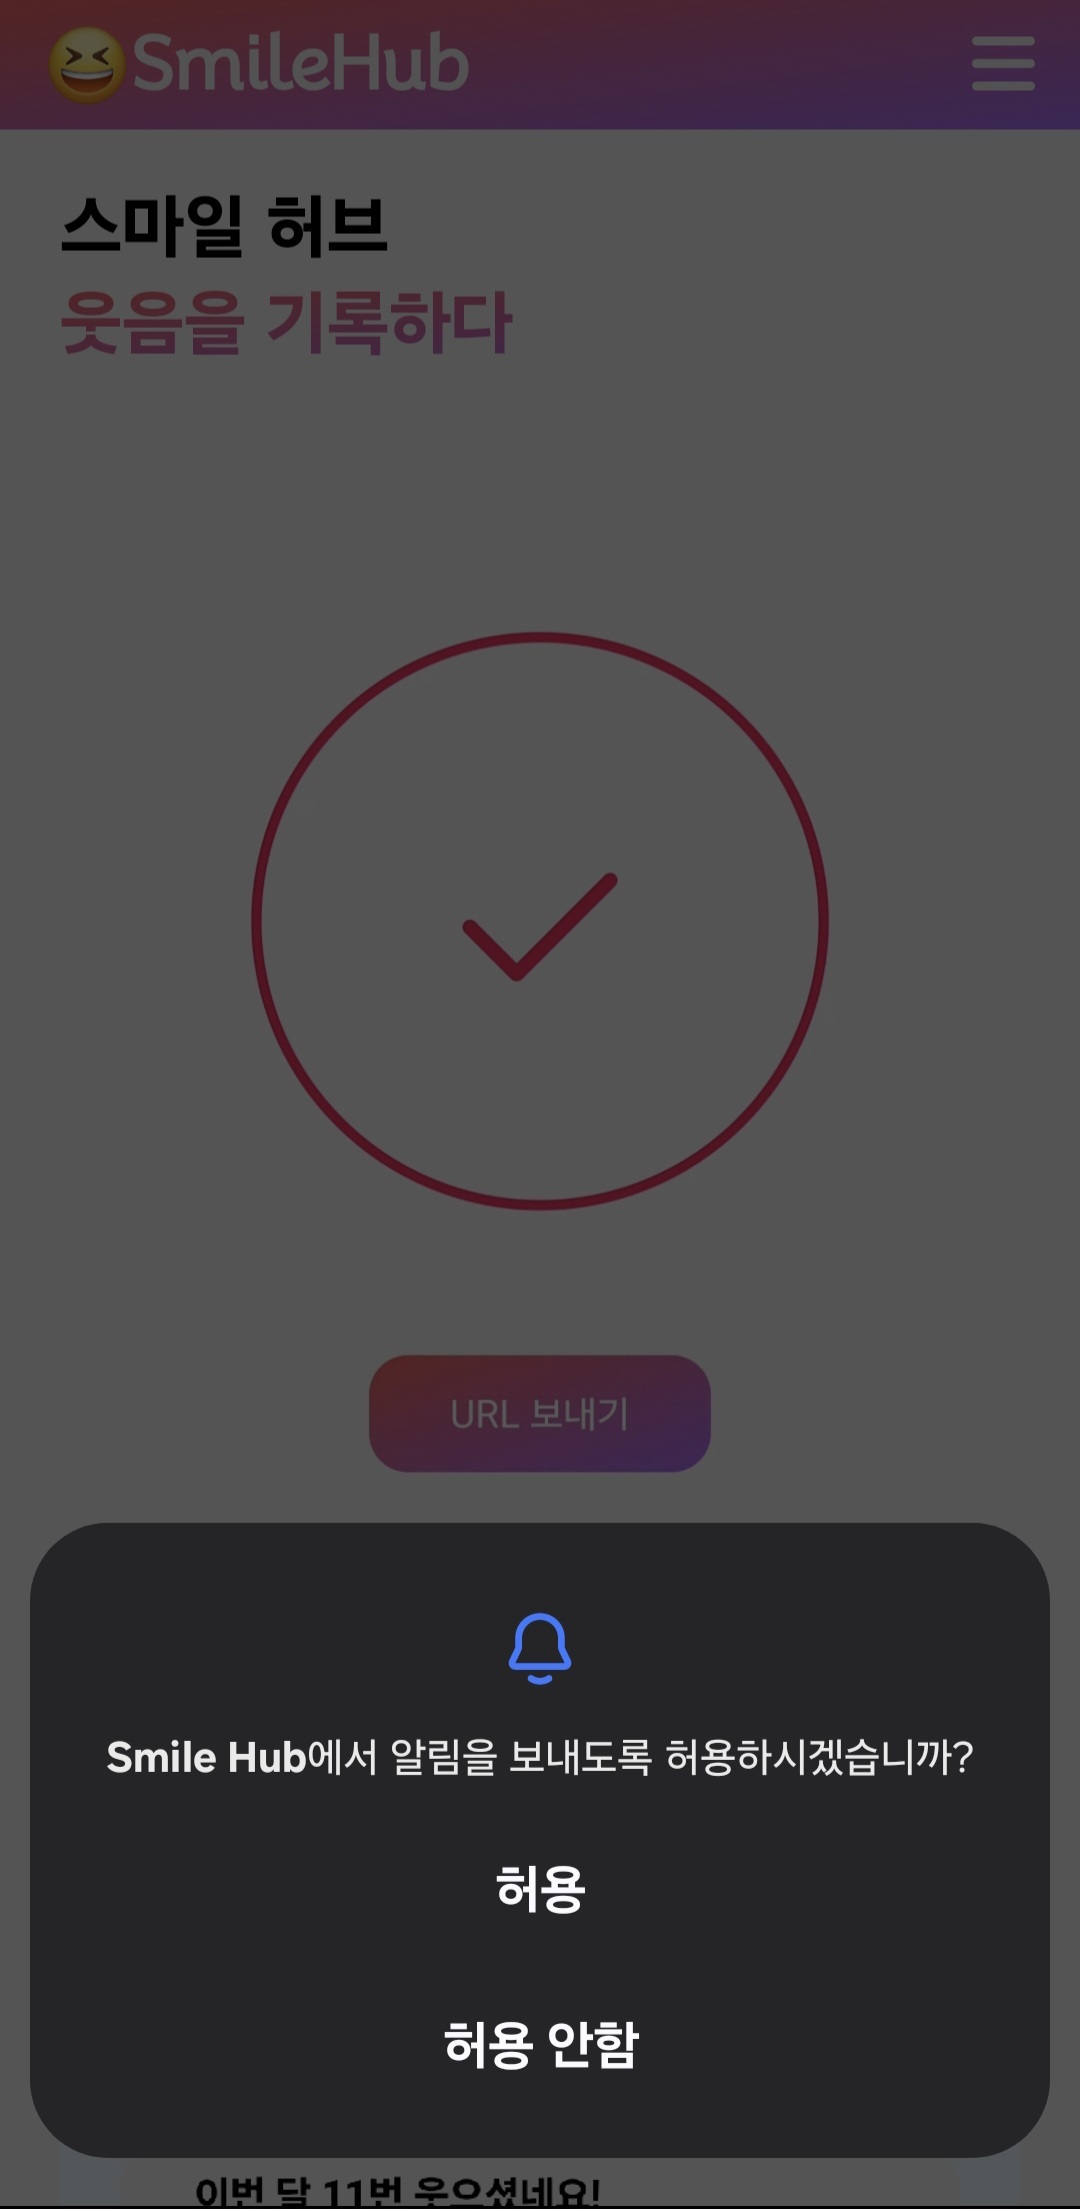 SmileHub
스마일 허브
웃음을 기록하다
URL 보내기
Smile Hub에서 알림을 보내도록 허용하시겠습니까?
허용
허용 안함
이번 달 11번 웃으셨네요!